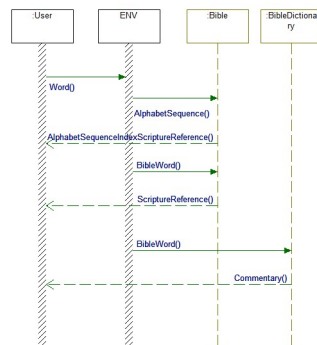 :User
ENV
:Bible
:BibleDictiona
ry
Word()
AlphabetSequence()
AlphabetSequenceIndexScriptureReference()
BibleWord()
ScriptureReference()
BibleWord()
Commentary()